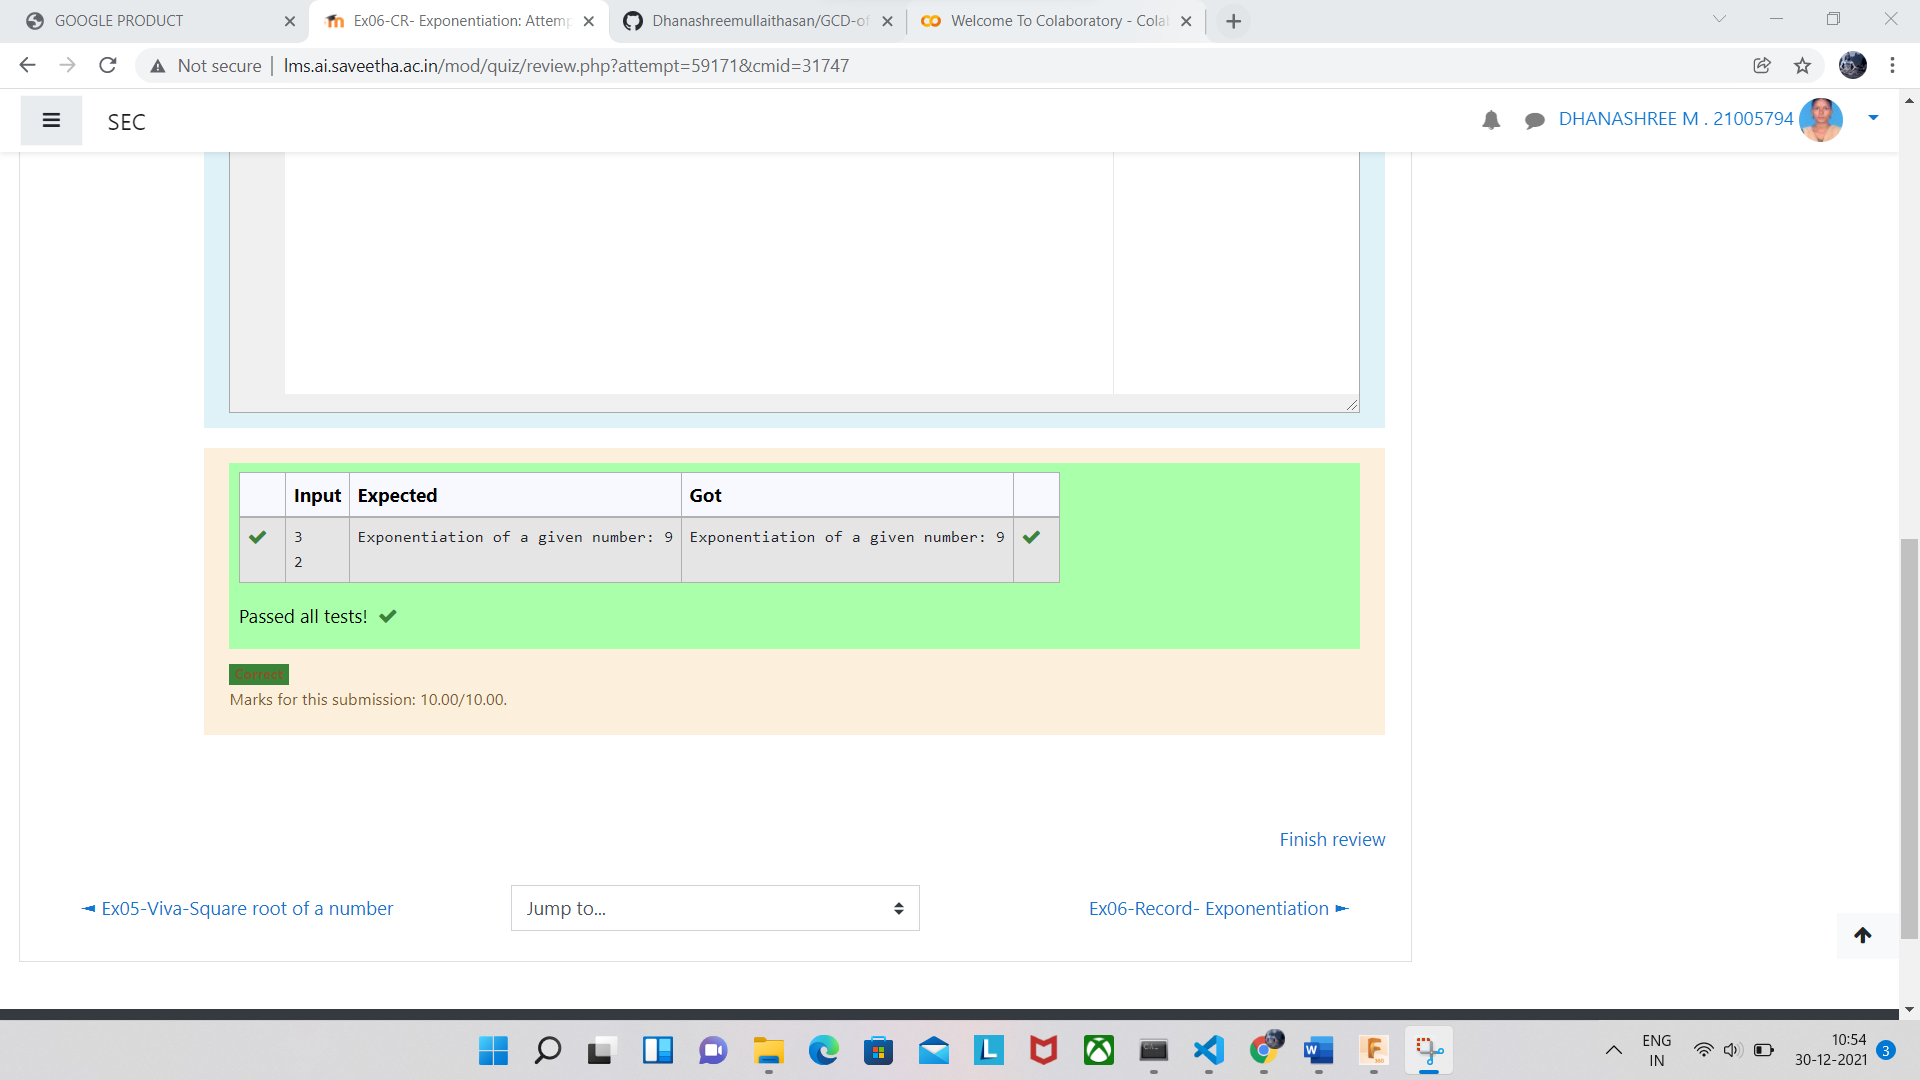 GOOGLE PRODUCT
Ex06-CR- Exponentiation: Attemp
Dhanashreemullaithasan/GCD-of
Welcome To Colaboratory - Colal
Not secure | lms.ai.saveetha.ac.in/mod/quiz/review.php?attempt=59171&cmid=31747
SEC
DHANASHREE M . 21005794
Input Expected Got
3 Exponentiation of a given number: 9 Exponentiation of a given number: 9
2
Passed all tests!
Correct
Marks for this submission: 10.00/10.00.
Finish review
◄ Ex05-Viva-Square root of a number
Jump to...
Ex06-Record- Exponentiation ►
ENG
IN
10:54
30-12-2021
3